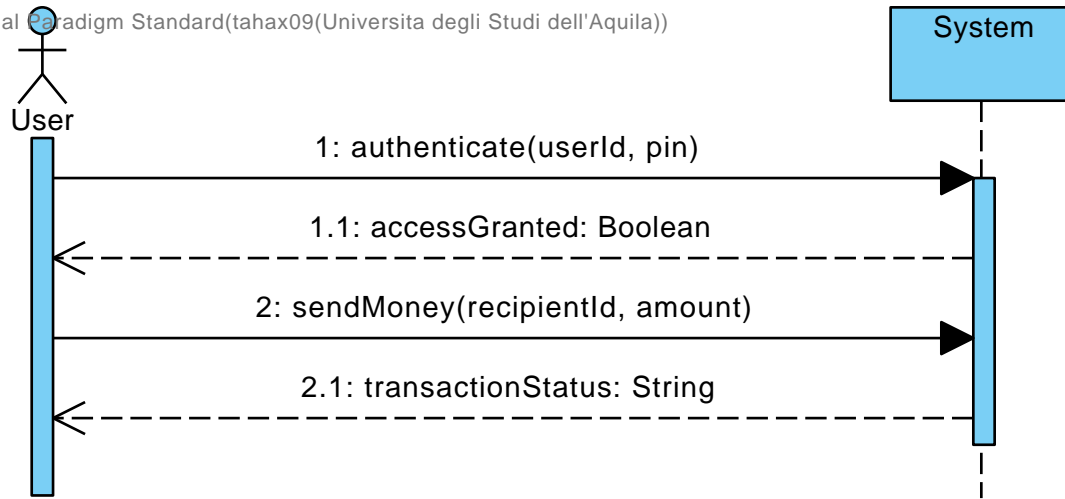 al Paradigm Standard(tahax09(Universita degli Studi dell'Aquila))
System
User
1: authenticate(userId, pin)
1.1: accessGranted: Boolean
2: sendMoney(recipientId, amount)
2.1: transactionStatus: String